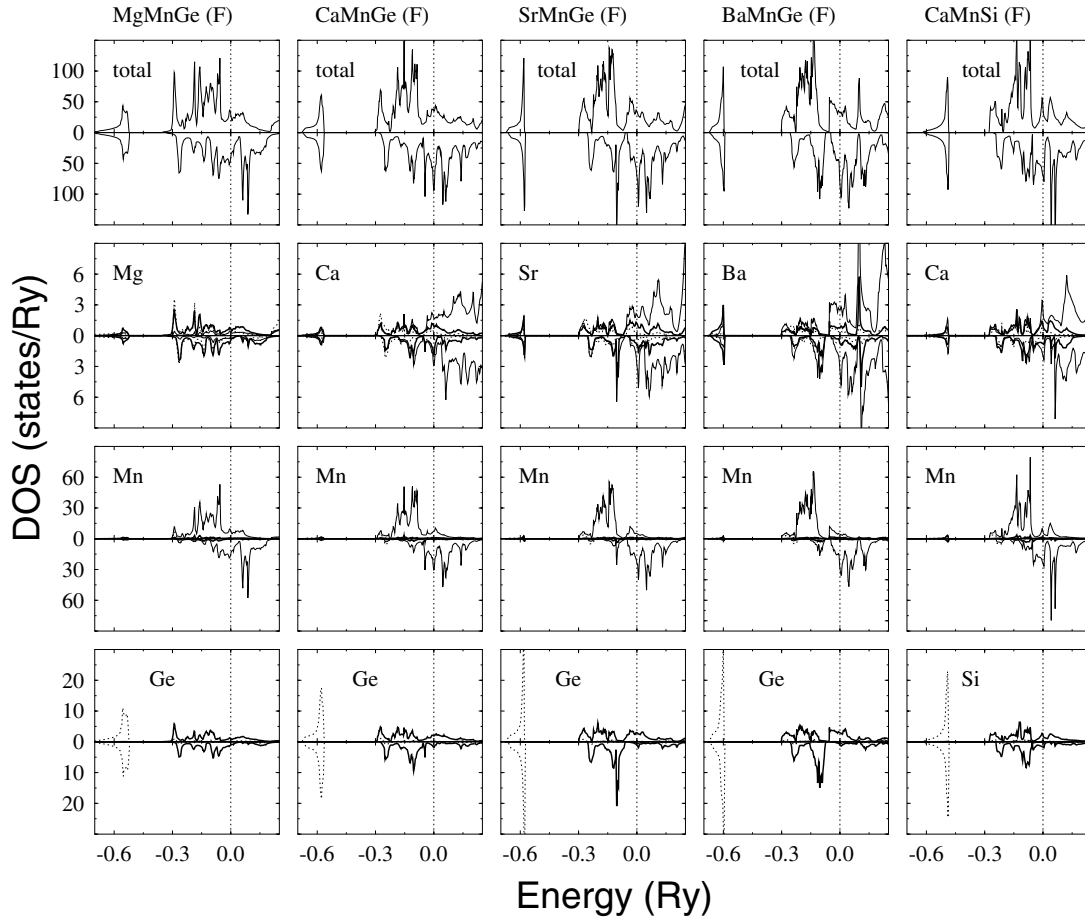 MgMnGe (F) CaMnGe (F) SrMnGe (F) BaMnGe (F) CaMnSi (F)
100 total total total total total
50
0
50
100
6 Mg Ca Sr Ba Ca
3
0
3
6
60 Mn Mn Mn Mn Mn
30
0
30
60
20 Ge Ge Ge Ge Si
10
0
10
20
-0.6 -0.3 0.0 -0.6 -0.3 0.0 -0.6 -0.3 0.0 -0.6 -0.3 0.0 -0.6 -0.3 0.0
DOS (states/Ry)
Energy (Ry)